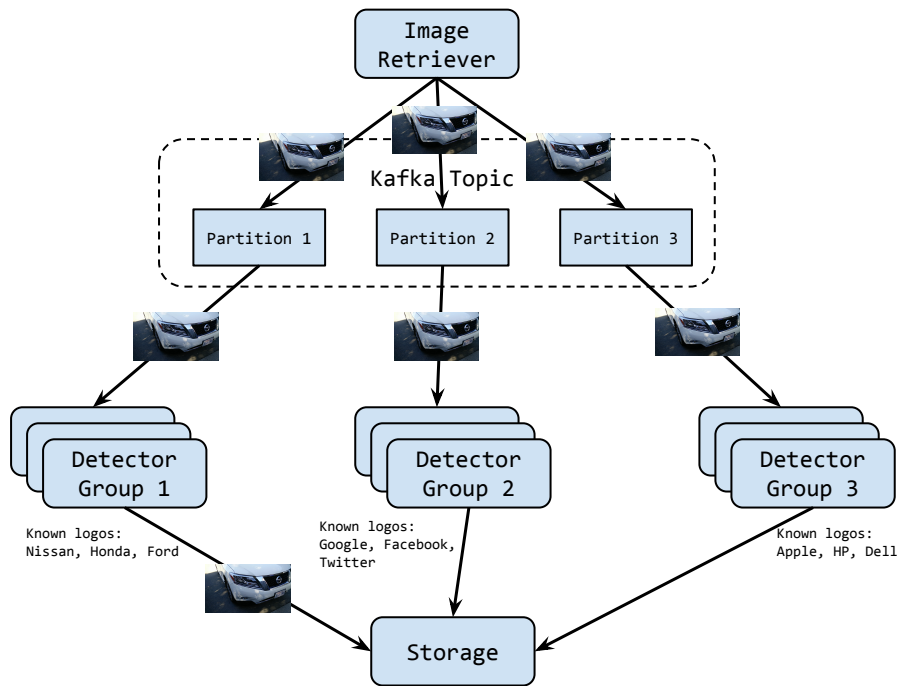 Image
Retriever
Kafka Topic
Partition 1
Partition 2
Partition 3
Detector
Group 1
Detector
Group 2
Detector
Group 3
Known logos:
Nissan, Honda, Ford
Known logos:
Google, Facebook,
Twitter
Known logos:
Apple, HP, Dell
Storage